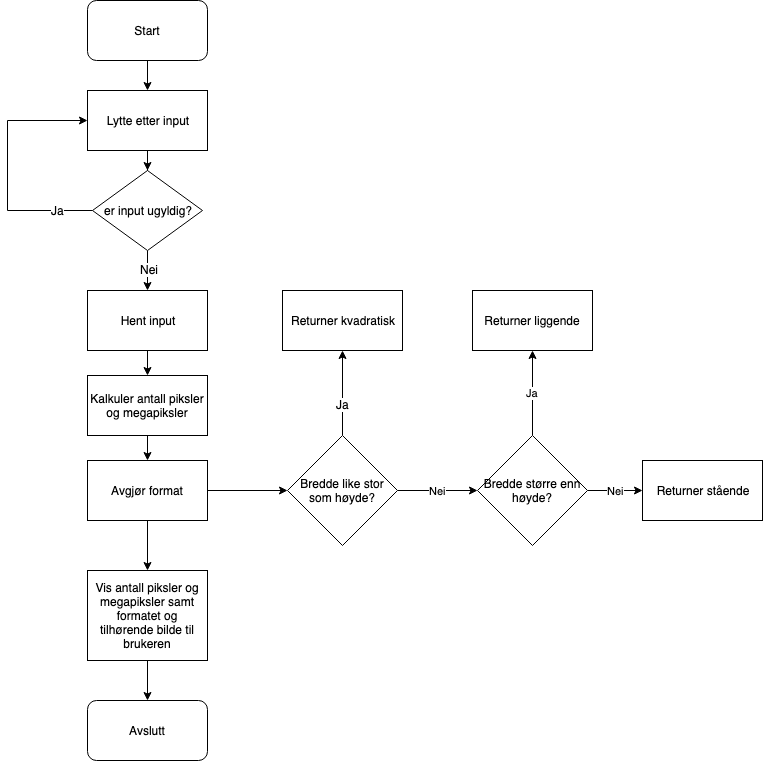 Start
Lytte etter input
er input ugyldig?
Ja
Nei
Hent input
Returner kvadratisk
Returner liggende
Kalkuler antall piksler
og megapiksler
Ja
Ja
Avgjør format
Bredde like stor
som høyde?
Nei
Bredde større enn
høyde?
Nei
Returner stående
Vis antall piksler og
megapiksler samt
formatet og
tilhørende bilde til
brukeren
Avslutt